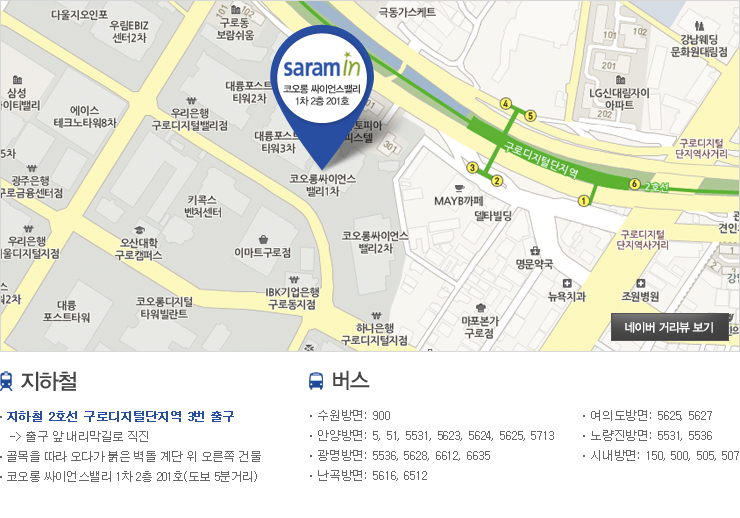 다올지오인
우림EBIZ
센터2차
구로동
보람쉬움
극동가스케트
강남웨딩
문화원대림점
saramin
코오롱 싸이언스밸리
1차 2층 201호
삼성
이티밸리
대륭포스트
타워2차
에이스
테크노타워8차
우리은행
구로디지털밸리점
대륭포스트
타워3차
토피아
피스텔
301
101
201
202
LG신대림자이
아파트
4
5
구로디지털단지역
3
2
1
6
2호선
구로디지털
단지역사거리
5차
광주은행
구로금융센터점
키콕스
벤처센터
코오롱싸이언스
밸리1차
MAYB까페
델타빌딩
우리은행
서울디지털지점
오산대학
구로캠퍼스
이마트구로점
코오롱싸이언스
밸리2차
구로디지털
단지역사거리
관
견인
명문약국
강
2차
대륭
포스트타워
코오롱디지털
타워빌란트
IBK기업은행
구로동지점
하나은행
구로디지털지점
마포본가
구로점
뉴욕치과
조원병원
네이버 거리뷰 보기
지하철
· 지하철 2호선 구로디지털단지역 3번 출구
-> 출구 앞 내리막길로 직진
· 골목을 따라 오다가 붉은 벽돌 계단 위 오른쪽 건물
· 코오롱 싸이언스밸리 1차 2층 201호(도보 5분거리)
버스
· 수원방면: 900
· 안양방면: 5, 51, 5531, 5623, 5624, 5625, 5713
· 광명방면: 5536, 5628, 6612, 6635
· 난곡방면: 5616, 6512
· 여의도방면: 5625, 5627
· 노량진방면: 5531, 5536
· 시내방면: 150, 500, 505, 507